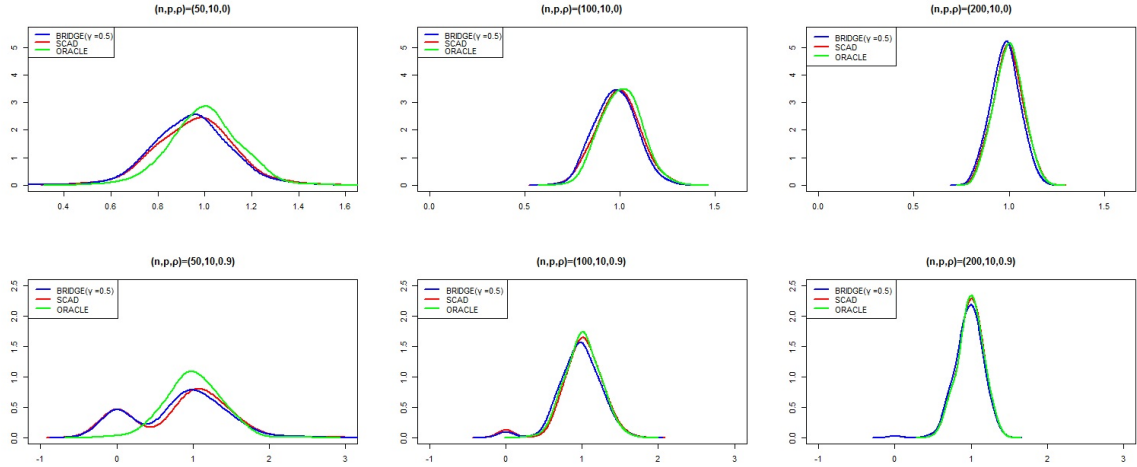 (n,p,ρ)=(50,10,0)
BRIDGE(γ =0.5)
SCAD
ORACLE
0 1 2 3 4 5
0.4 0.6 0.8 1.0 1.2 1.4 1.6
(n,p,ρ)=(100,10,0)
BRIDGE(γ =0.5)
SCAD
ORACLE
0 1 2 3 4 5
0.0 0.5 1.0 1.5
(n,p,ρ)=(200,10,0)
BRIDGE(γ =0.5)
SCAD
ORACLE
0 1 2 3 4 5
0.0 0.5 1.0 1.5
(n,p,ρ)=(50,10,0.9)
BRIDGE(γ =0.5)
SCAD
ORACLE
0.0 0.5 1.0 1.5 2.0 2.5
-1 0 1 2 3
(n,p,ρ)=(100,10,0.9)
BRIDGE(γ =0.5)
SCAD
ORACLE
0.0 0.5 1.0 1.5 2.0 2.5
-1 0 1 2 3
(n,p,ρ)=(200,10,0.9)
BRIDGE(γ =0.5)
SCAD
ORACLE
0.0 0.5 1.0 1.5 2.0 2.5
-1 0 1 2 3